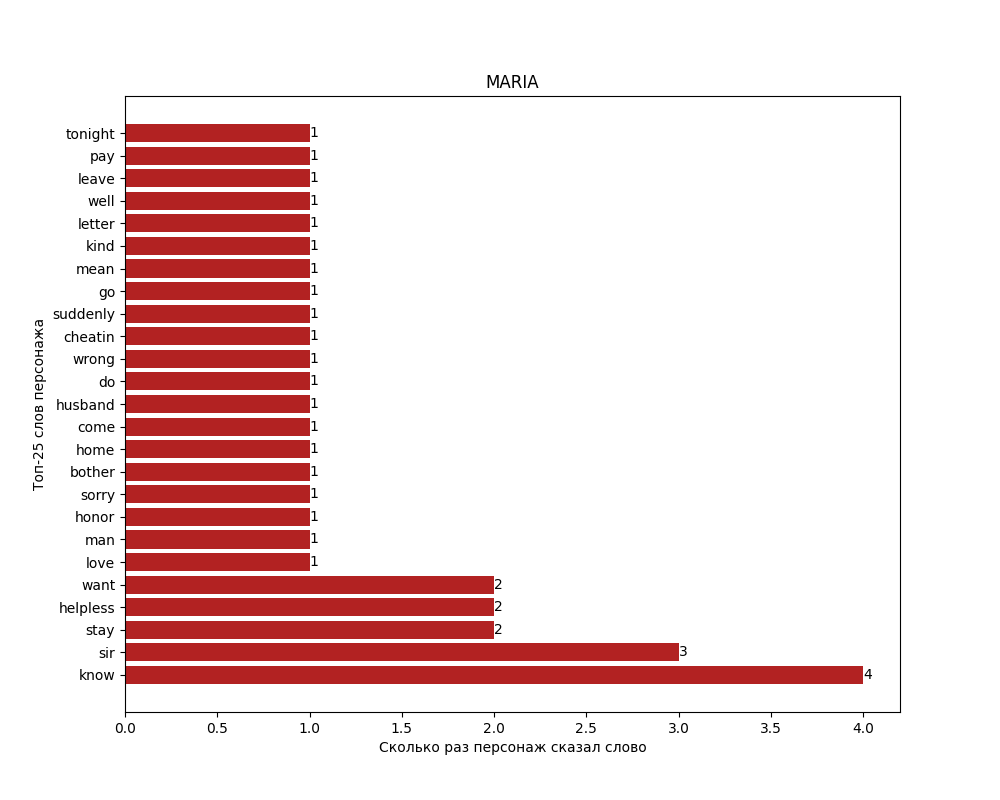 MARIA
Топ-25 слов персонажа
tonight 1
pay 1
leave 1
well 1
letter 1
kind 1
mean 1
go 1
suddenly 1
cheatin 1
wrong 1
do 1
husband 1
come 1
home 1
bother 1
sorry 1
honor 1
man 1
love 1
want 2
helpless 2
stay 2
sir 3
know 4
0.0 0.5 1.0 1.5 2.0 2.5 3.0 3.5 4.0
Сколько раз персонаж сказал слово